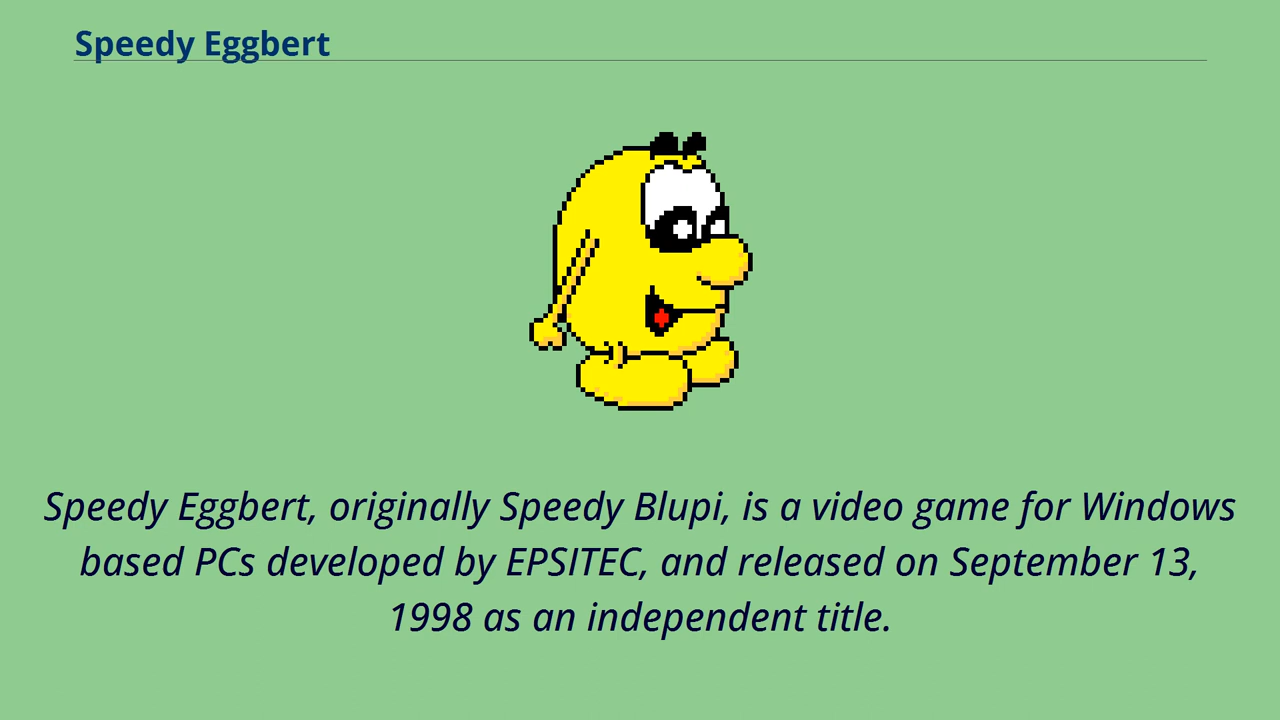 Speedy Eggbert
Speedy Eggbert, originally Speedy Blupi, is a video game for Windows
based PCs developed by EPSITEC, and released on September 13,
1998 as an independent title.